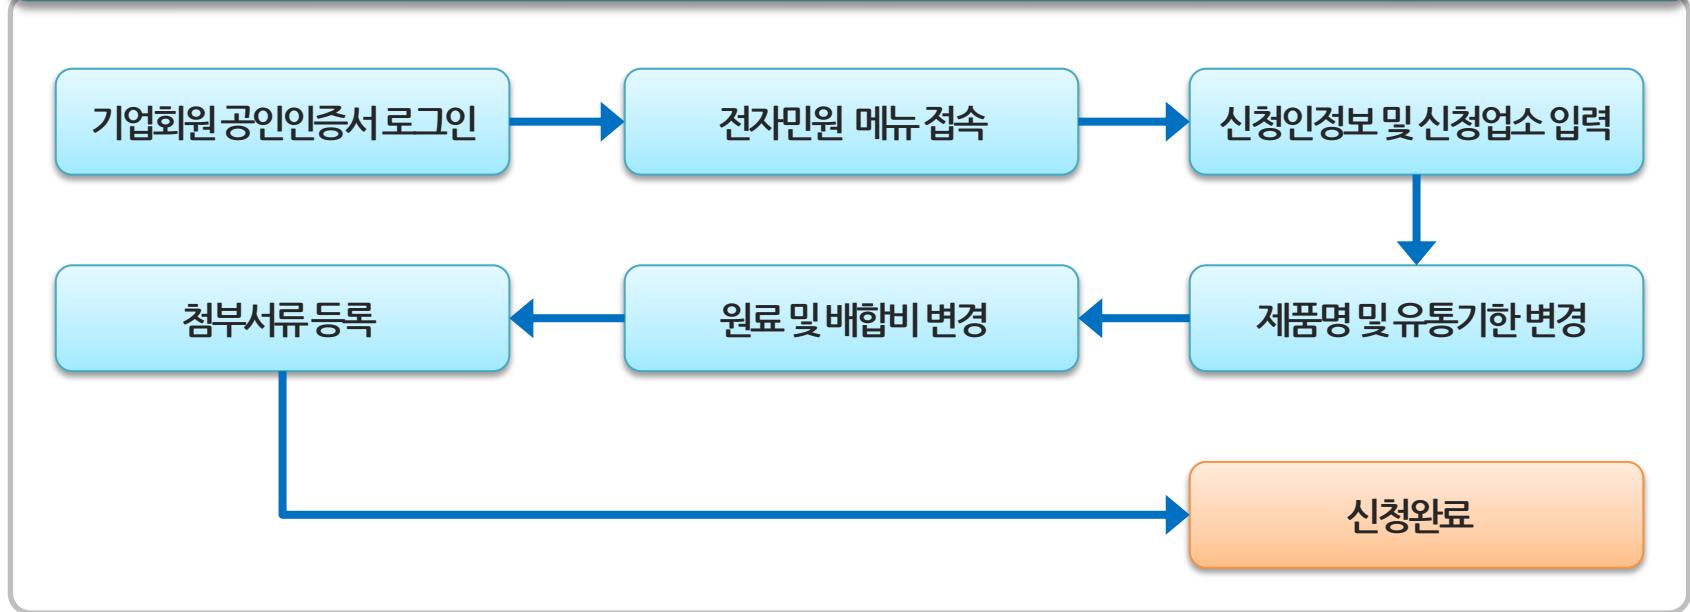 기업회원 공인인증서 로그인
전자민원 메뉴 접속
신청인정보 및 신청업소 입력
제품명 및 유통기한 변경
원료 및 배합비 변경
첨부서류 등록
신청완료